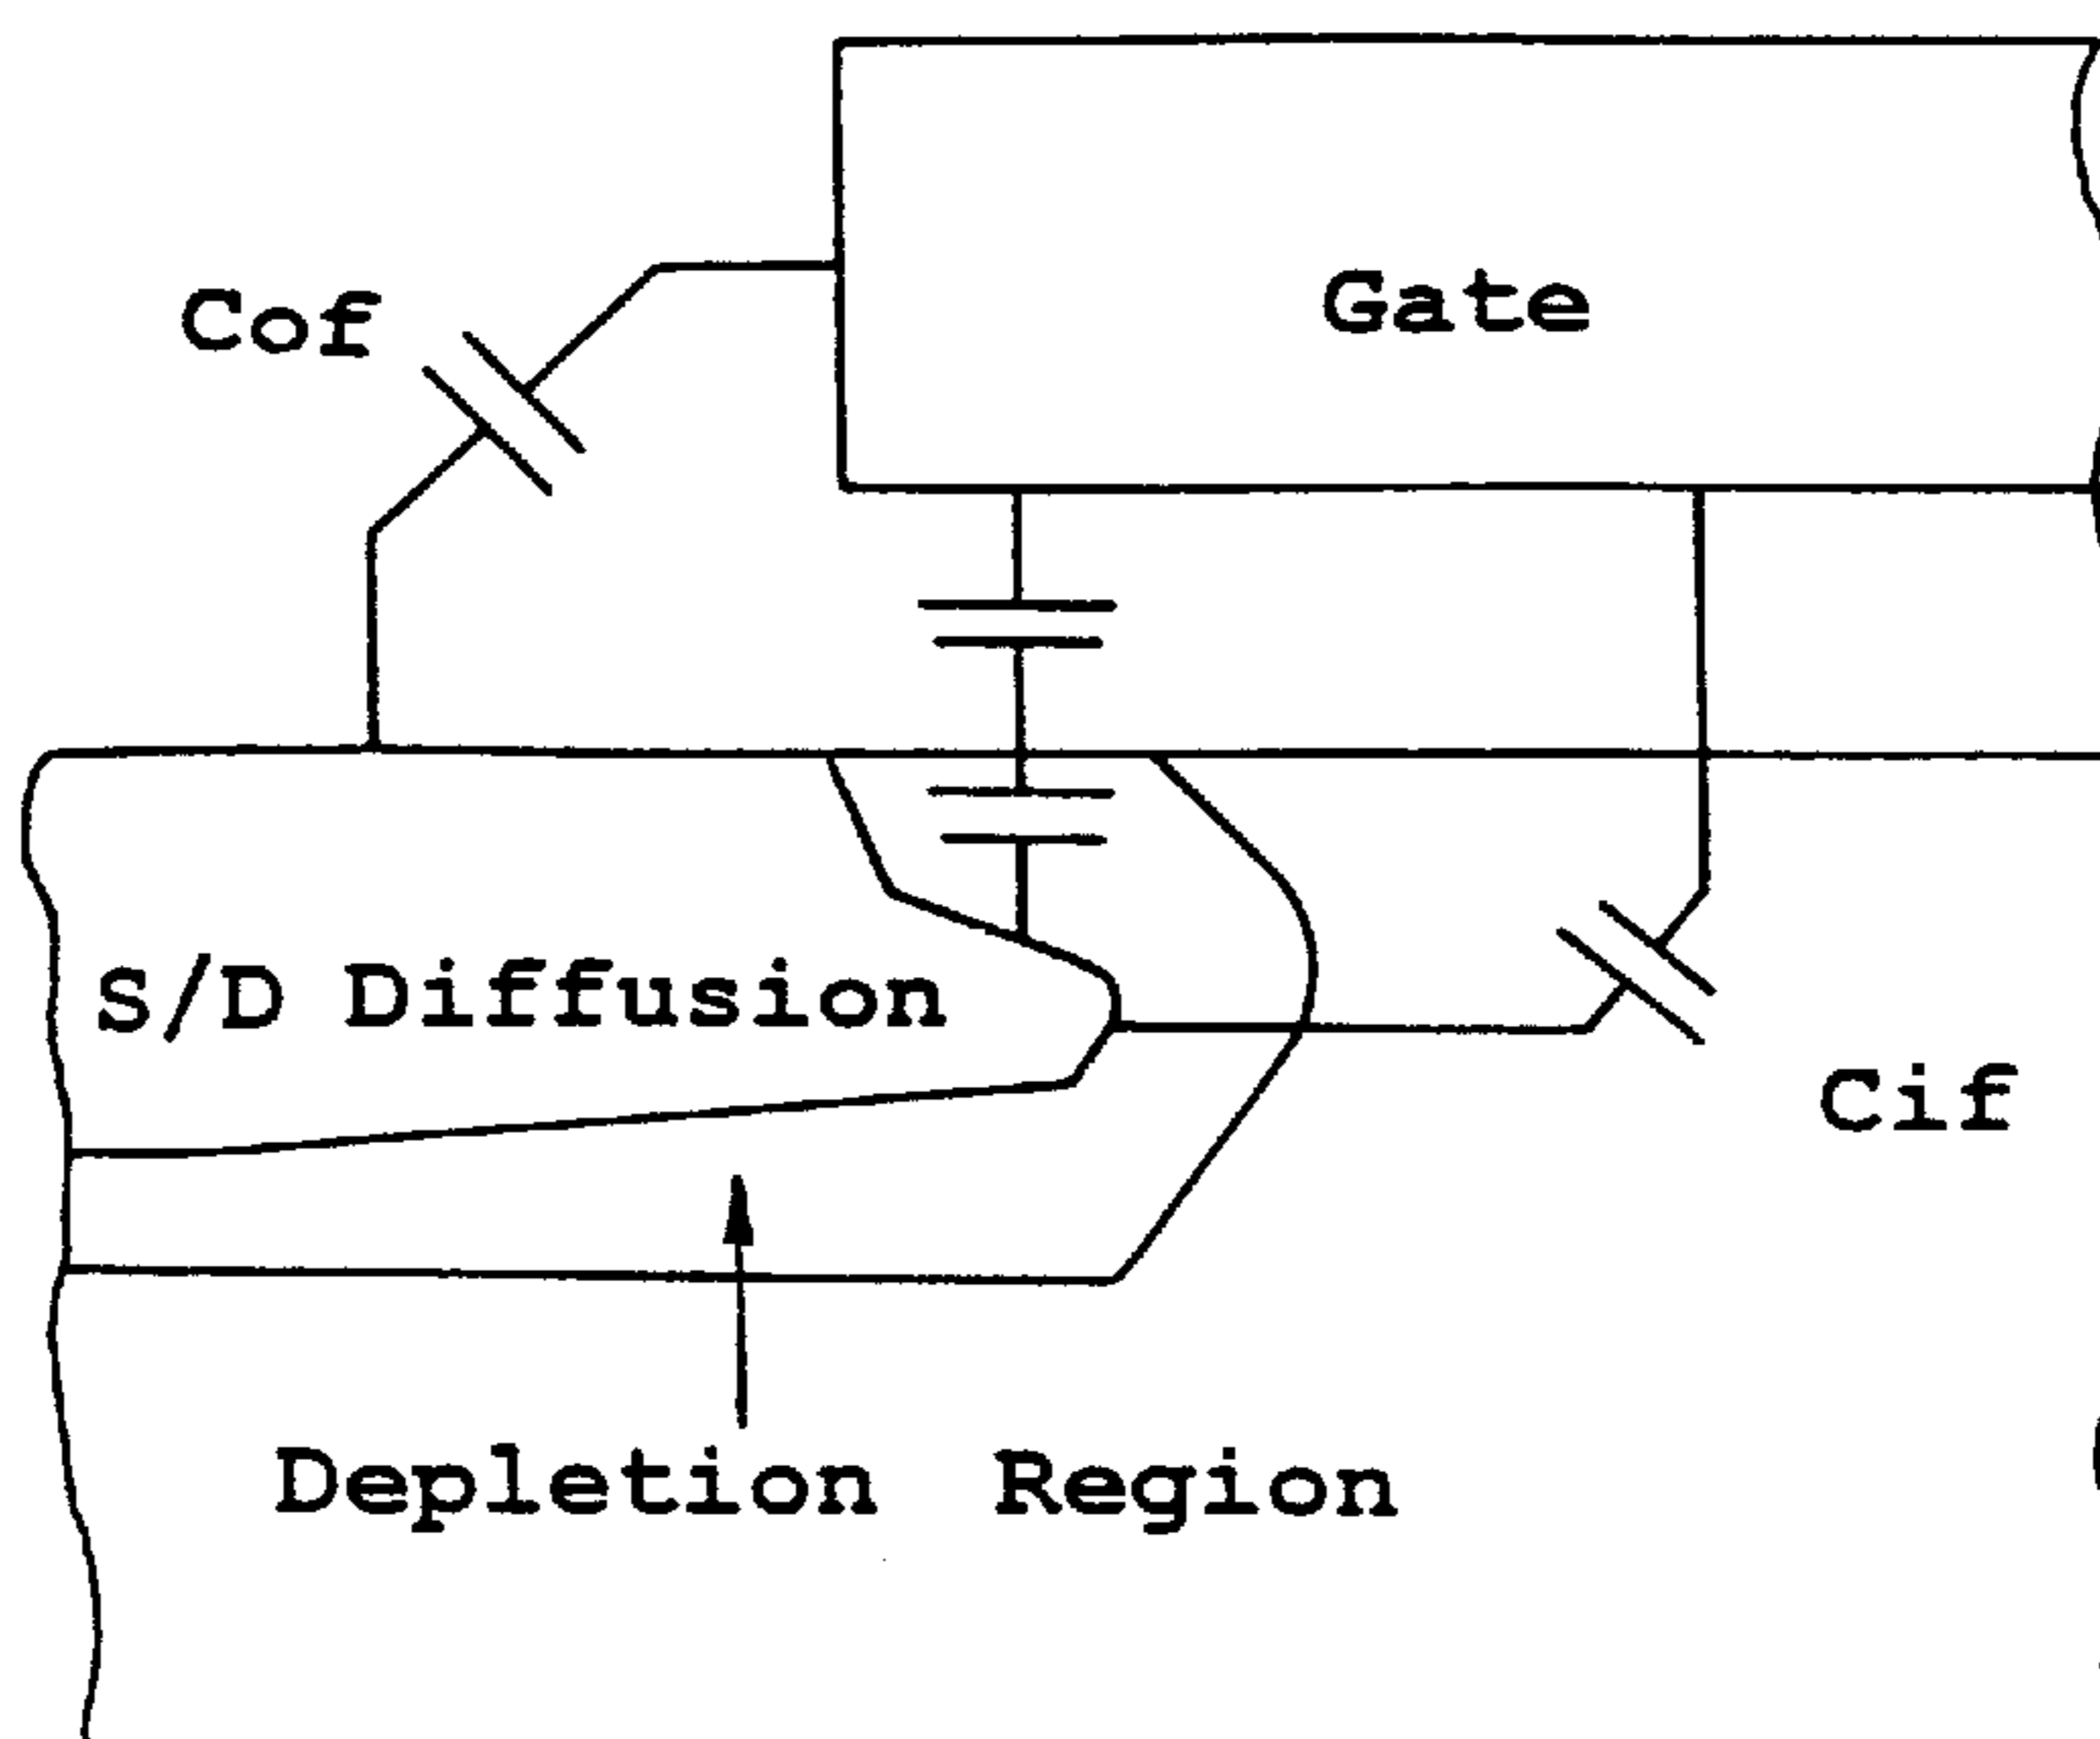 Gate
Cof
S/D Diffusion
Cif
Depletion Region